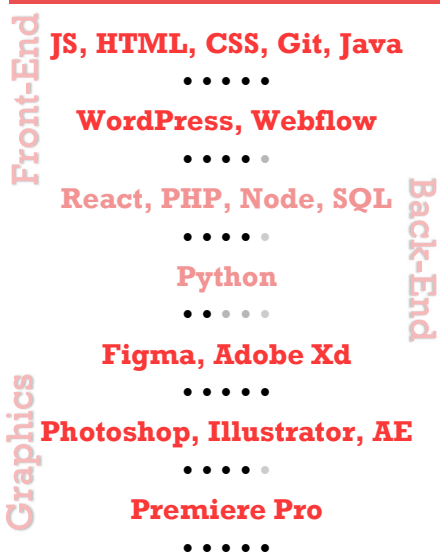 Front-End
JS, HTML, CSS, Git, Java
WordPress, Webflow
React, PHP, Node, SQL
Back-End
Python
Figma, Adobe Xd
Graphics
Photoshop, Illustrator, AE
Premiere Pro